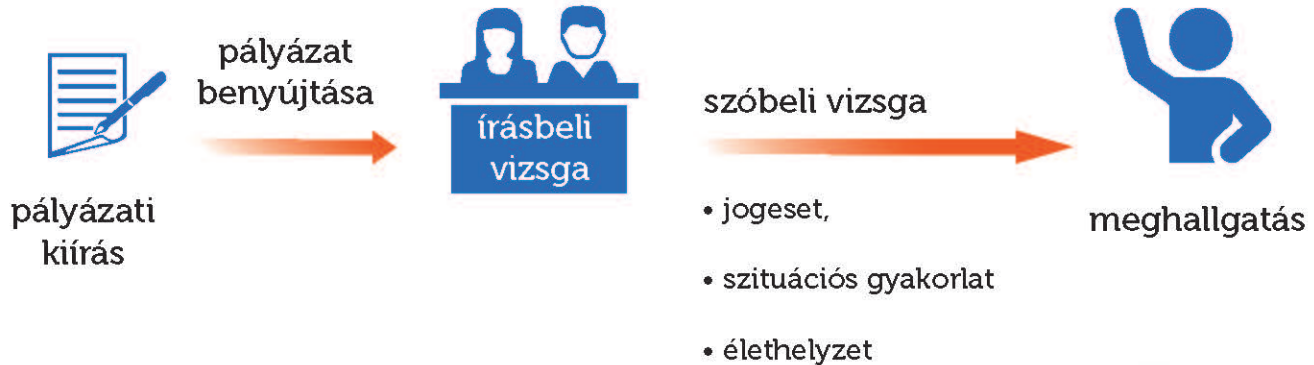 pályázati
kiírás
pályázat
benyújtása
írásbeli
vizsga
szóbeli vizsga
• jogeset,
• szituációs gyakorlat
• élethelyzet
meghallgatás